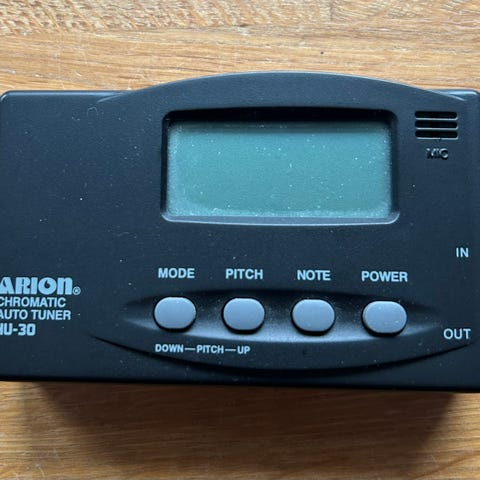 MIC
IN
MODE PITCH NOTE POWER
ARION®
CHROMATIC
AUTO TUNER
HU-30
OUT
DOWN—PITCH—UP